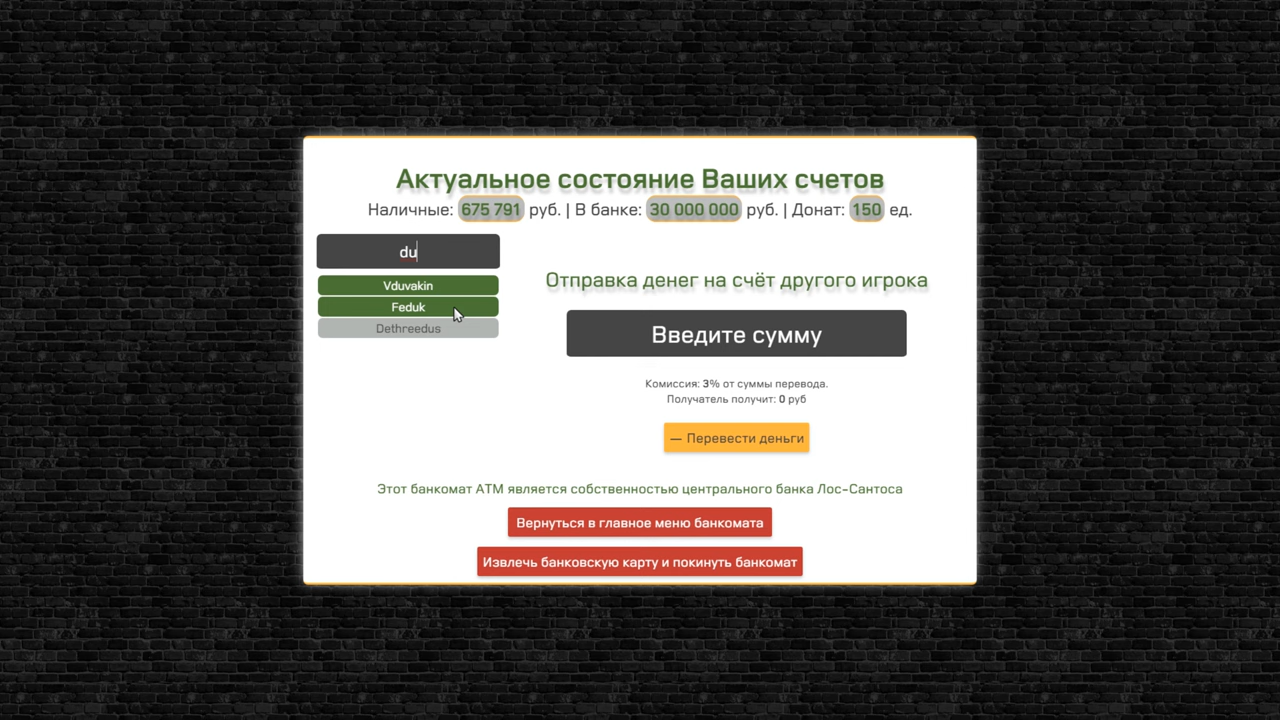 Актуальное состояние Ваших счетов
Наличные: 675 791 руб. | В банке: 30 000 000 руб. | Донат: 150 ед.
du
Vduvakin
Feduk
Dethreedus
Отправка денег на счёт другого игрока
Введите сумму
Комиссия: 3% от суммы перевода.
Получатель получит: 0 руб
— Перевести деньги
Этот банкомат ATM является собственностью центрального банка Лос-Сантоса
Вернуться в главное меню банкомата
Извлечь банковскую карту и покинуть банкомат